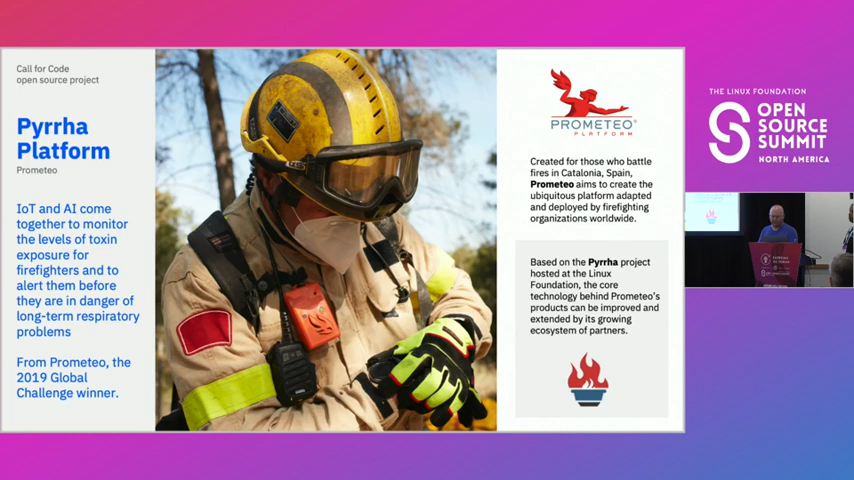 Call for Code
open source project
Pyrrha
Platform
Prometeo
IoT and AI come
together to monitor
the levels of toxin
exposure for
firefighters and to
alert them before
they are in danger of
long-term respiratory
problems
From Prometeo, the
2019 Global
Challenge winner.
PROMETEO®
PLATFORM
Created for those who battle
fires in Catalonia, Spain,
Prometeo aims to create the
ubiquitous platform adapted
and deployed by firefighting
organizations worldwide.
Based on the Pyrrha project
hosted at the Linux
Foundation, the core
technology behind Prometeo's
products can be improved and
extended by its growing
ecosystem of partners.
THE LINUX FOUNDATION
OPEN
SOURCE
SUMMIT
NORTH AMERICA